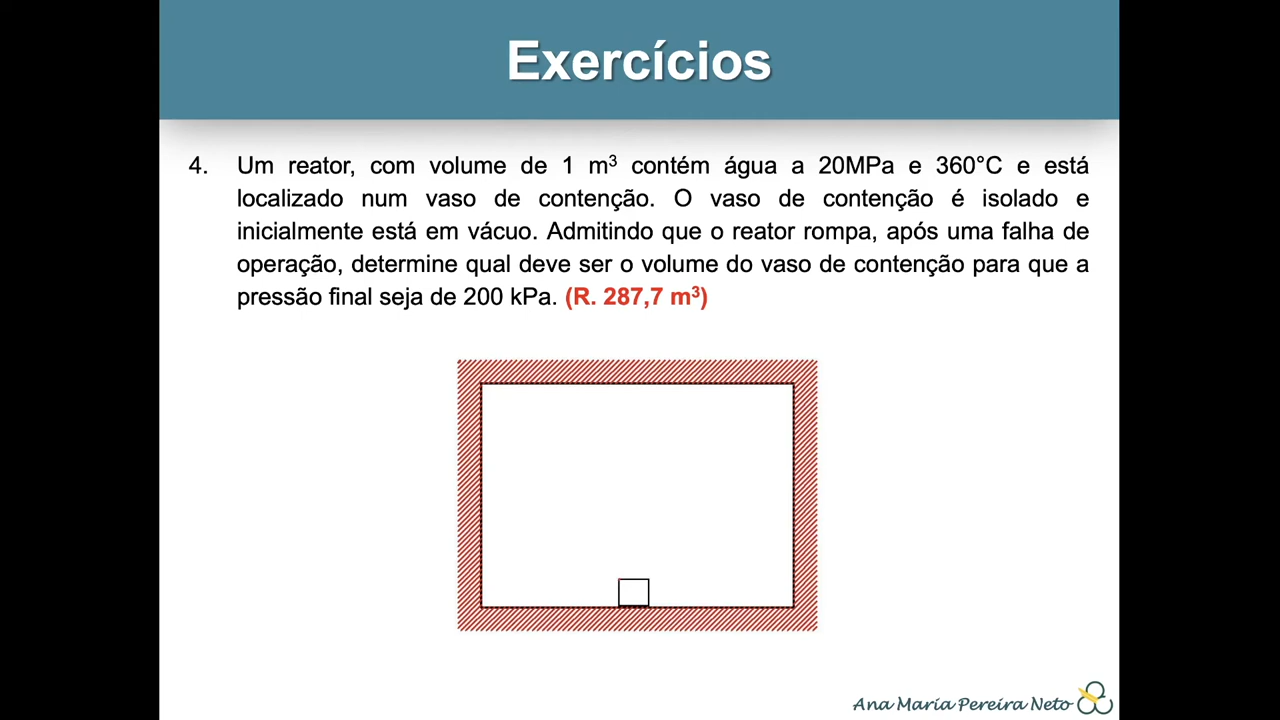 Exercícios
4. Um reator, com volume de 1 m³ contém água a 20MPa e 360°C e está
localizado num vaso de contenção. O vaso de contenção é isolado e
inicialmente está em vácuo. Admitindo que o reator rompa, após uma falha de
operação, determine qual deve ser o volume do vaso de contenção para que a
pressão final seja de 200 kPa. (R. 287,7 m³)
Ana Maria Pereira Neto